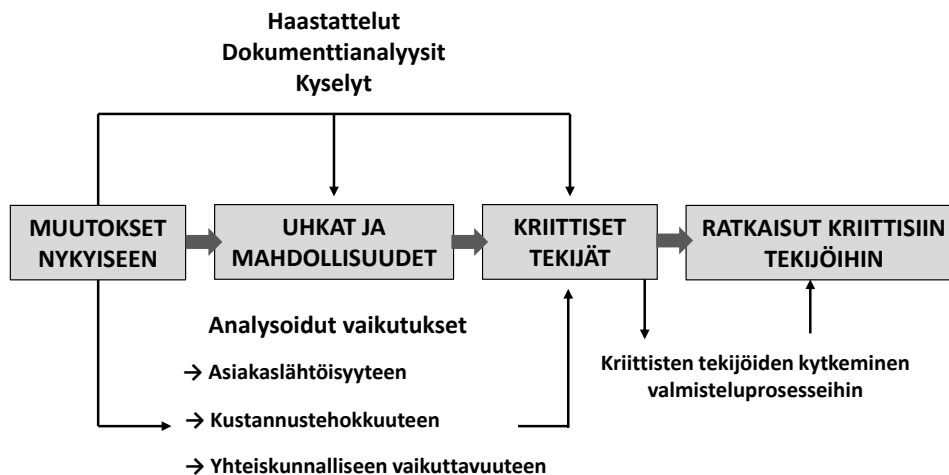 Haastattelut
Dokumenttianalyysit
Kyselyt
MUUTOKSET
NYKYISEEN
UHKAT JA
MAHDOLLISUUDET
KRIITTISET
TEKIJÄT
RATKAISUT KRIITTISIIN
TEKIJÖIHIN
Analysoidut vaikutukset
→ Asiakaslähtöisyyteen
→ Kustannustehokkuuteen
→ Yhteiskunnalliseen vaikuttavuuteen
Kriittisten tekijöiden kytkeminen
valmisteluprosesseihin